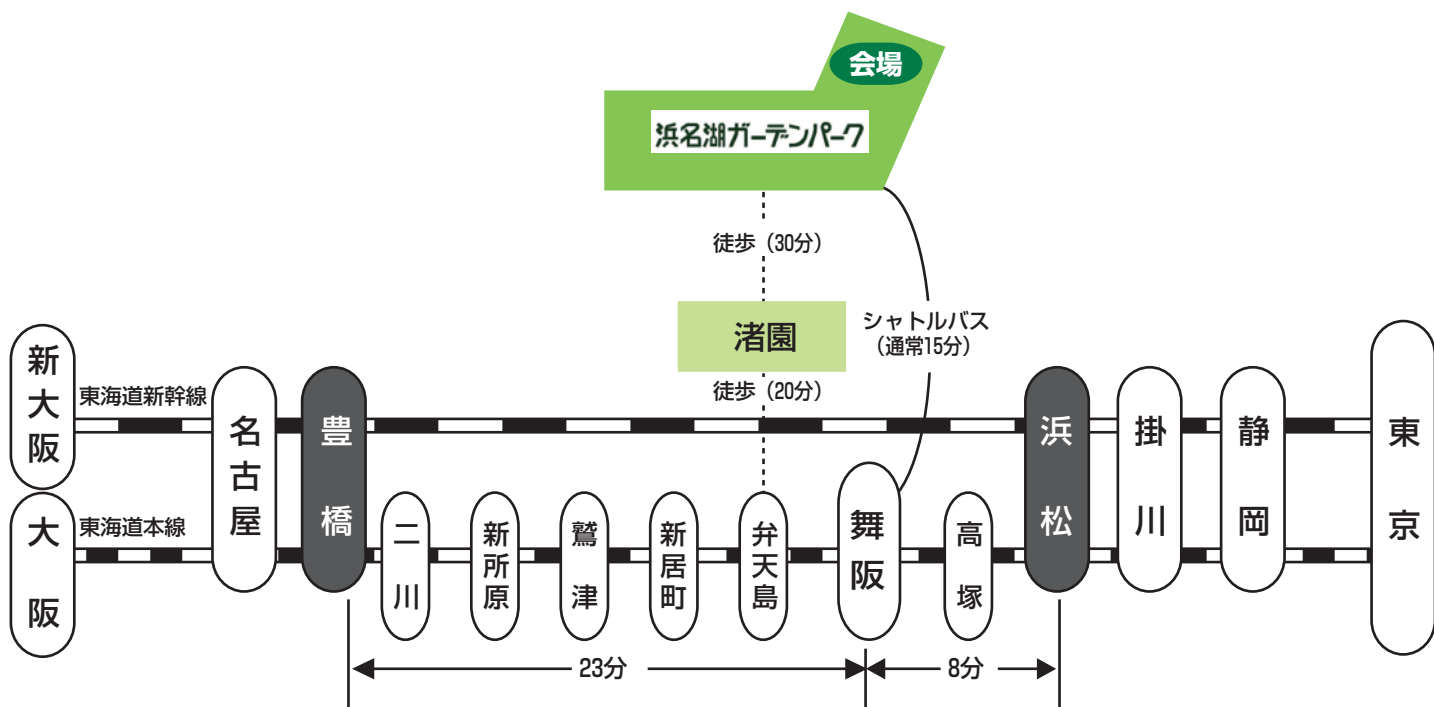 会場
浜名湖ガーデンパーク
徒歩（30分）
渚園
シャトルバス
（通常15分）
徒歩（20分）
東海道新幹線
東海道本線
新大阪
大阪
名古屋
豊橋
二川
新所原
鷲津
新居町
弁天島
舞阪
高塚
浜松
掛川
静岡
東京
23分
8分